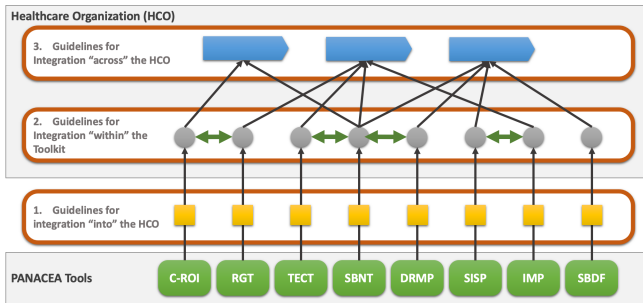 Healthcare Organization (HCO)
3. Guidelines for
Integration “across” the HCO
2. Guidelines for
Integration “within” the
Toolkit
1. Guidelines for
integration “into” the HCO
PANACEA Tools
C-ROI
RGT
TECT
SBNT
DRMP
SISP
IMP
SBDF